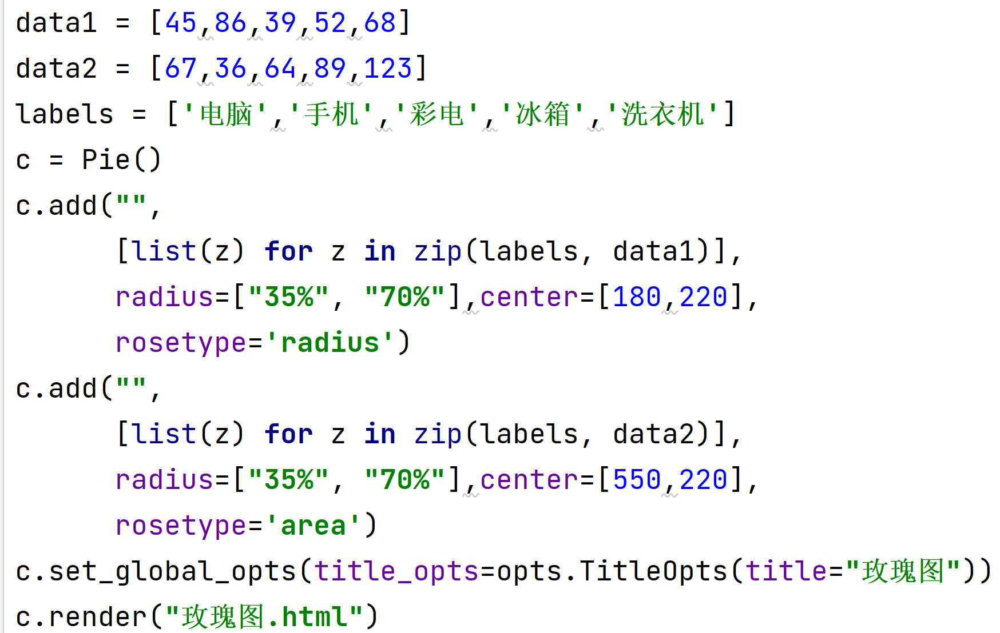 data1 = [45,86,39,52,68]
data2 = [67,36,64,89,123]
labels = ['电脑','手机','彩电','冰箱','洗衣机']
c = Pie()
c.add("",
      [list(z) for z in zip(labels, data1)],
      radius=["35%", "70%"],center=[180,220],
      rosetype='radius')
c.add("",
      [list(z) for z in zip(labels, data2)],
      radius=["35%", "70%"],center=[550,220],
      rosetype='area')
c.set_global_opts(title_opts=opts.TitleOpts(title="玫瑰图"))
c.render("玫瑰图.html")